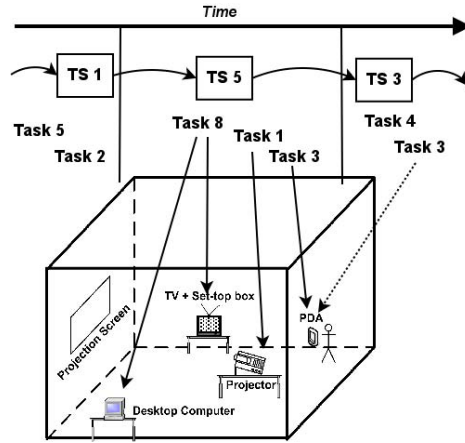 Time
TS 1
TS 5
TS 3
Task 5
Task 2
Task 8
Task 1
Task 3
Task 4
Task 3
TV + Set-top box
PDA
Projection Screen
Projector
Desktop Computer